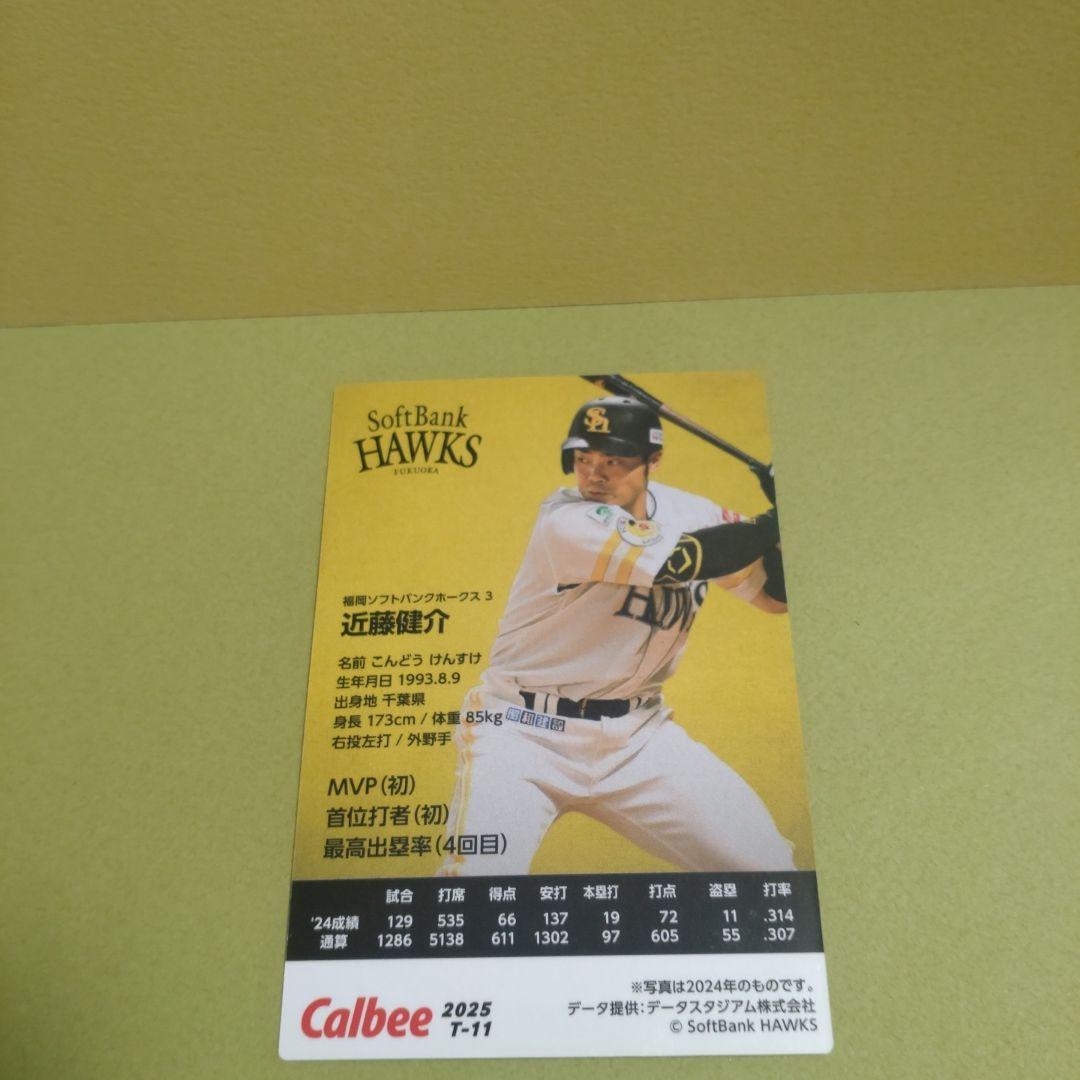 SoftBank
HAWKS
FUKUOKA
SH
HAWKS
福岡ソフトバンクホークス 3
近藤健介
名前 こんどう けんすけ
生年月日 1993.8.9
出身地 千葉県
身長 173cm / 体重 85kg
昭和建設
右投左打 / 外野手
MVP(初)
首位打者(初)
最高出塁率(4回目)
試合 打席 得点 安打 本塁打 打点 盗塁 打率
'24成績 129 535 66 137 19 72 11 .314
通算 1286 5138 611 1302 97 605 55 .307
※写真は2024年のものです。
データ提供:データスタジアム株式会社
© SoftBank HAWKS
Calbee 2025
T-11